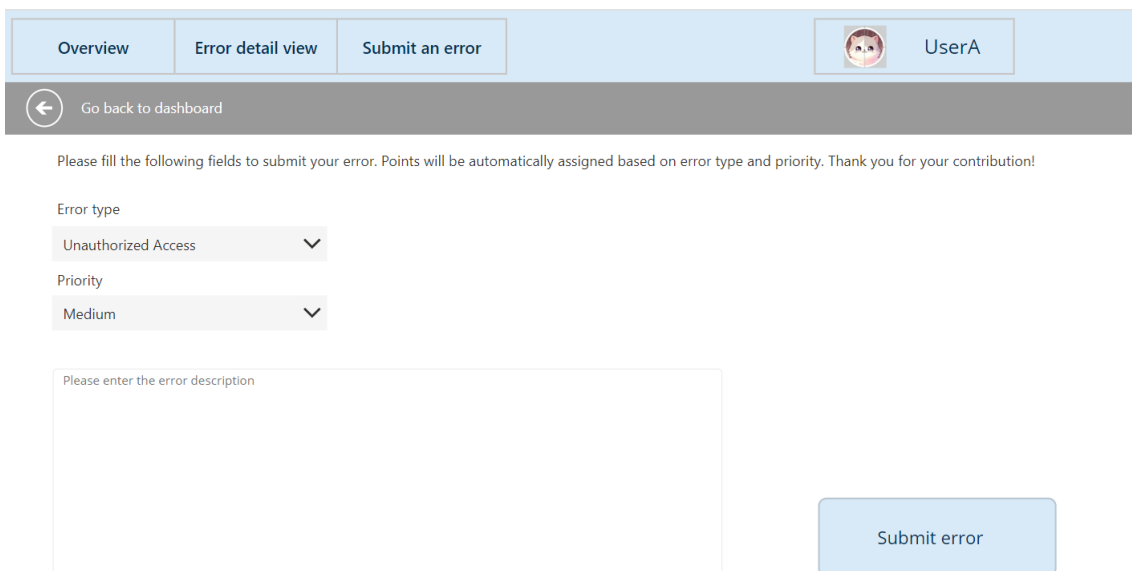 Overview
Error detail view
Submit an error
UserA
Go back to dashboard
Please fill the following fields to submit your error. Points will be automatically assigned based on error type and priority. Thank you for your contribution!
Error type
Unauthorized Access
Priority
Medium
Please enter the error description
Submit error